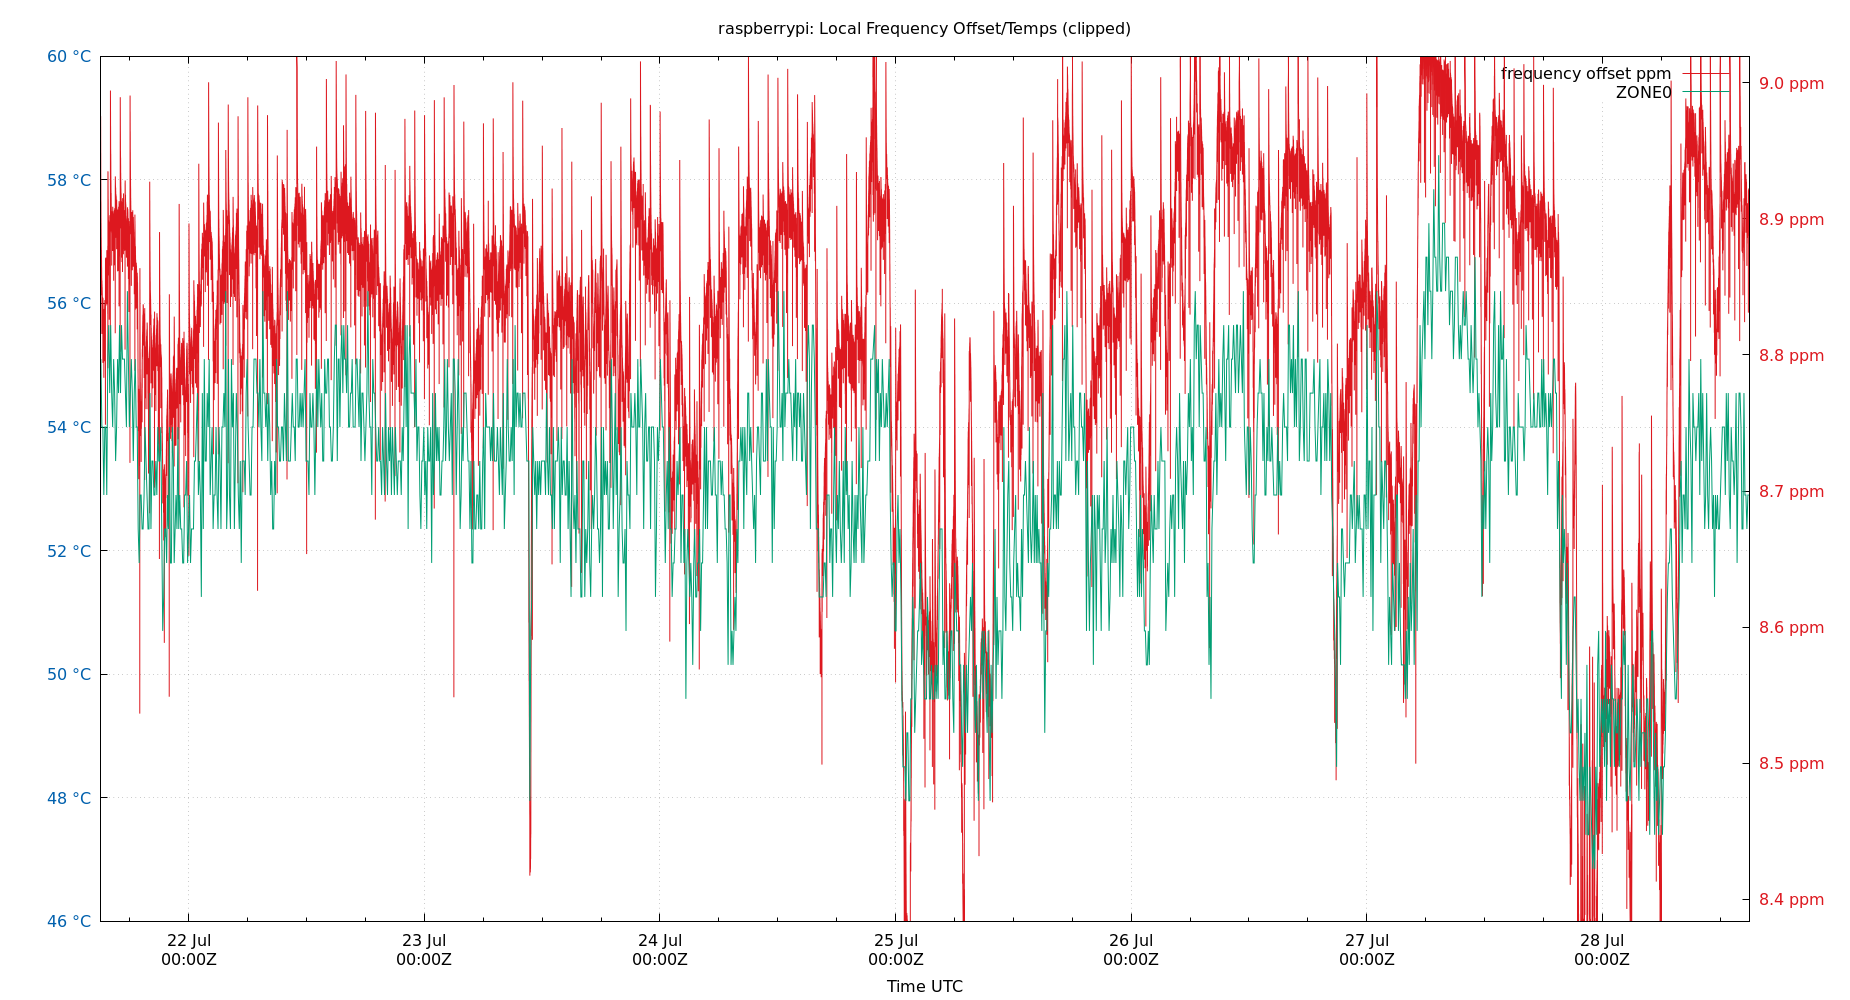 raspberrypi: Local Frequency Offset/Temps (clipped)
frequency offset ppm
ZONE0
60 °C
58 °C
56 °C
54 °C
52 °C
50 °C
48 °C
46 °C
9.0 ppm
8.9 ppm
8.8 ppm
8.7 ppm
8.6 ppm
8.5 ppm
8.4 ppm
22 Jul
00:00Z
23 Jul
00:00Z
24 Jul
00:00Z
25 Jul
00:00Z
26 Jul
00:00Z
27 Jul
00:00Z
28 Jul
00:00Z
Time UTC